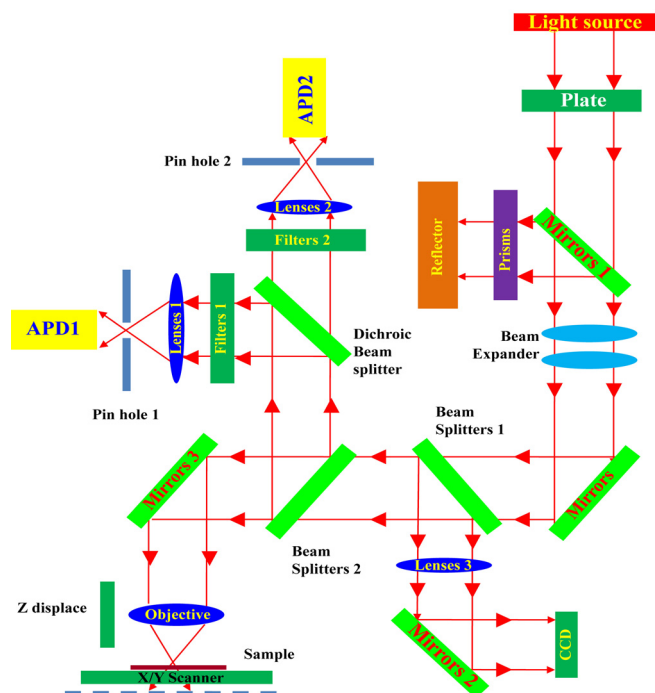 Light source
Plate
APD2
Pin hole 2
Lenses 2
Filters 2
Reflector
Prisms
Mirrors 1
APD1
Lenses 1
Filters 1
Dichroic
Beam
splitter
Beam
Expander
Pin hole 1
Beam
Splitters 1
Mirrors 3
Mirrors
Beam
Splitters 2
Lenses 3
Z displace
Objective
Mirrors 2
CCD
Sample
X/Y Scanner